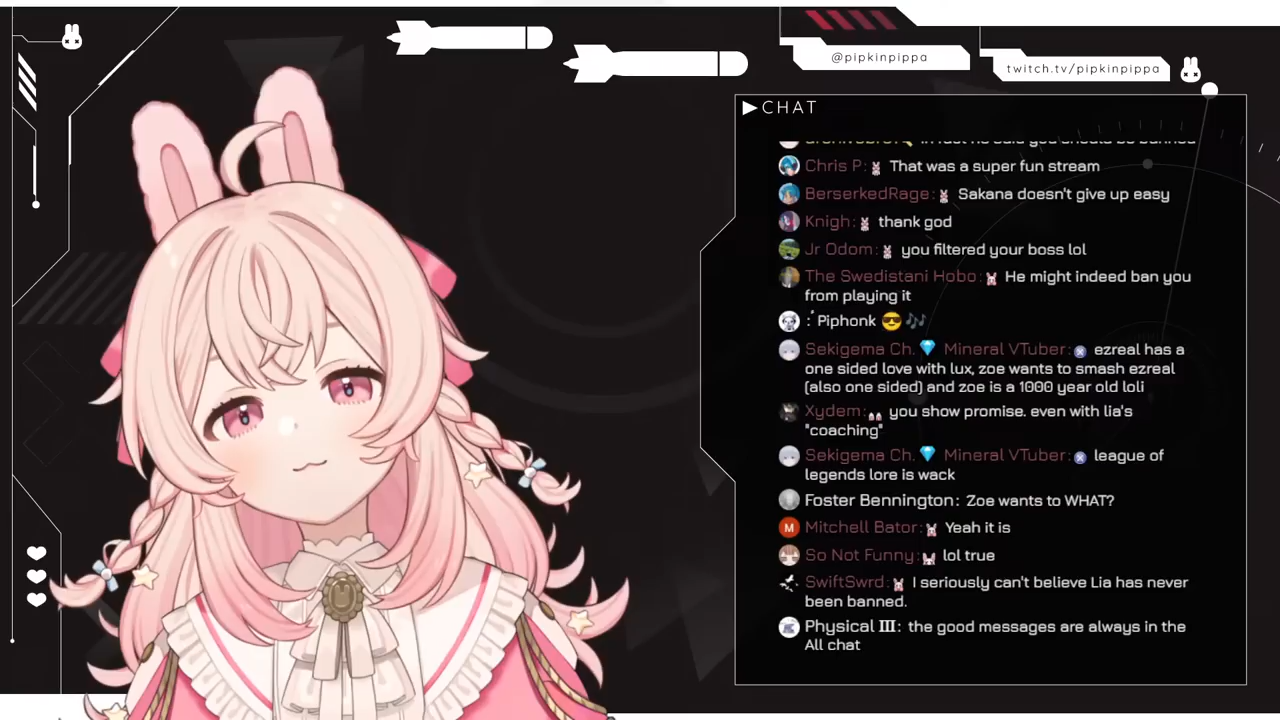 @pipkinpippa
twitch.tv/pipkinpippa
▶CHAT
Chris P: That was a super fun stream
BerserkedRage: Sakana doesn't give up easy
Knigh: thank god
Jr Odom: you filtered your boss lol
The Swedistani Hobo: He might indeed ban you
from playing it
:ﾞPiphonk 😎🎶
Sekigema Ch. 💎 Mineral VTuber: ezreal has a
one sided love with lux, zoe wants to smash ezreal
(also one sided) and zoe is a 1000 year old loli
Xydem: you show promise. even with lia's
"coaching"
Sekigema Ch. 💎 Mineral VTuber: league of
legends lore is wack
Foster Bennington: Zoe wants to WHAT?
M Mitchell Bator: Yeah it is
So Not Funny: lol true
SwiftSwrd: I seriously can't believe Lia has never
been banned.
Physical III: the good messages are always in the
All chat